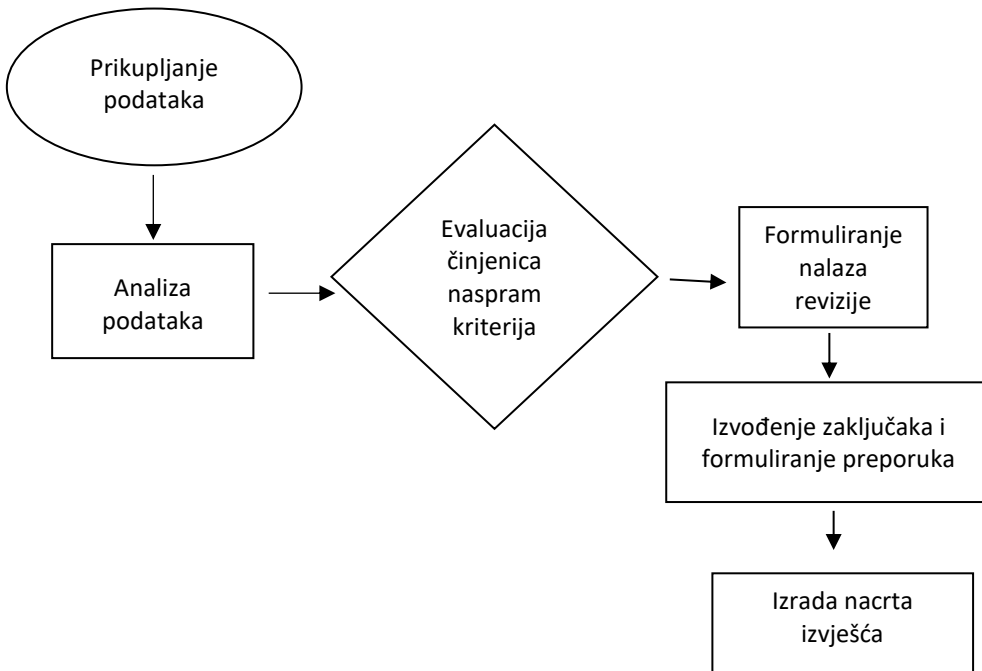 Prikupljanje
podataka
Analiza
podataka
Evaluacija
činjenica
naspram
kriterija
Formuliranje
nalaza
revizije
Izvođenje zaključaka i
formuliranje preporuka
Izrada nacrta
izvješća